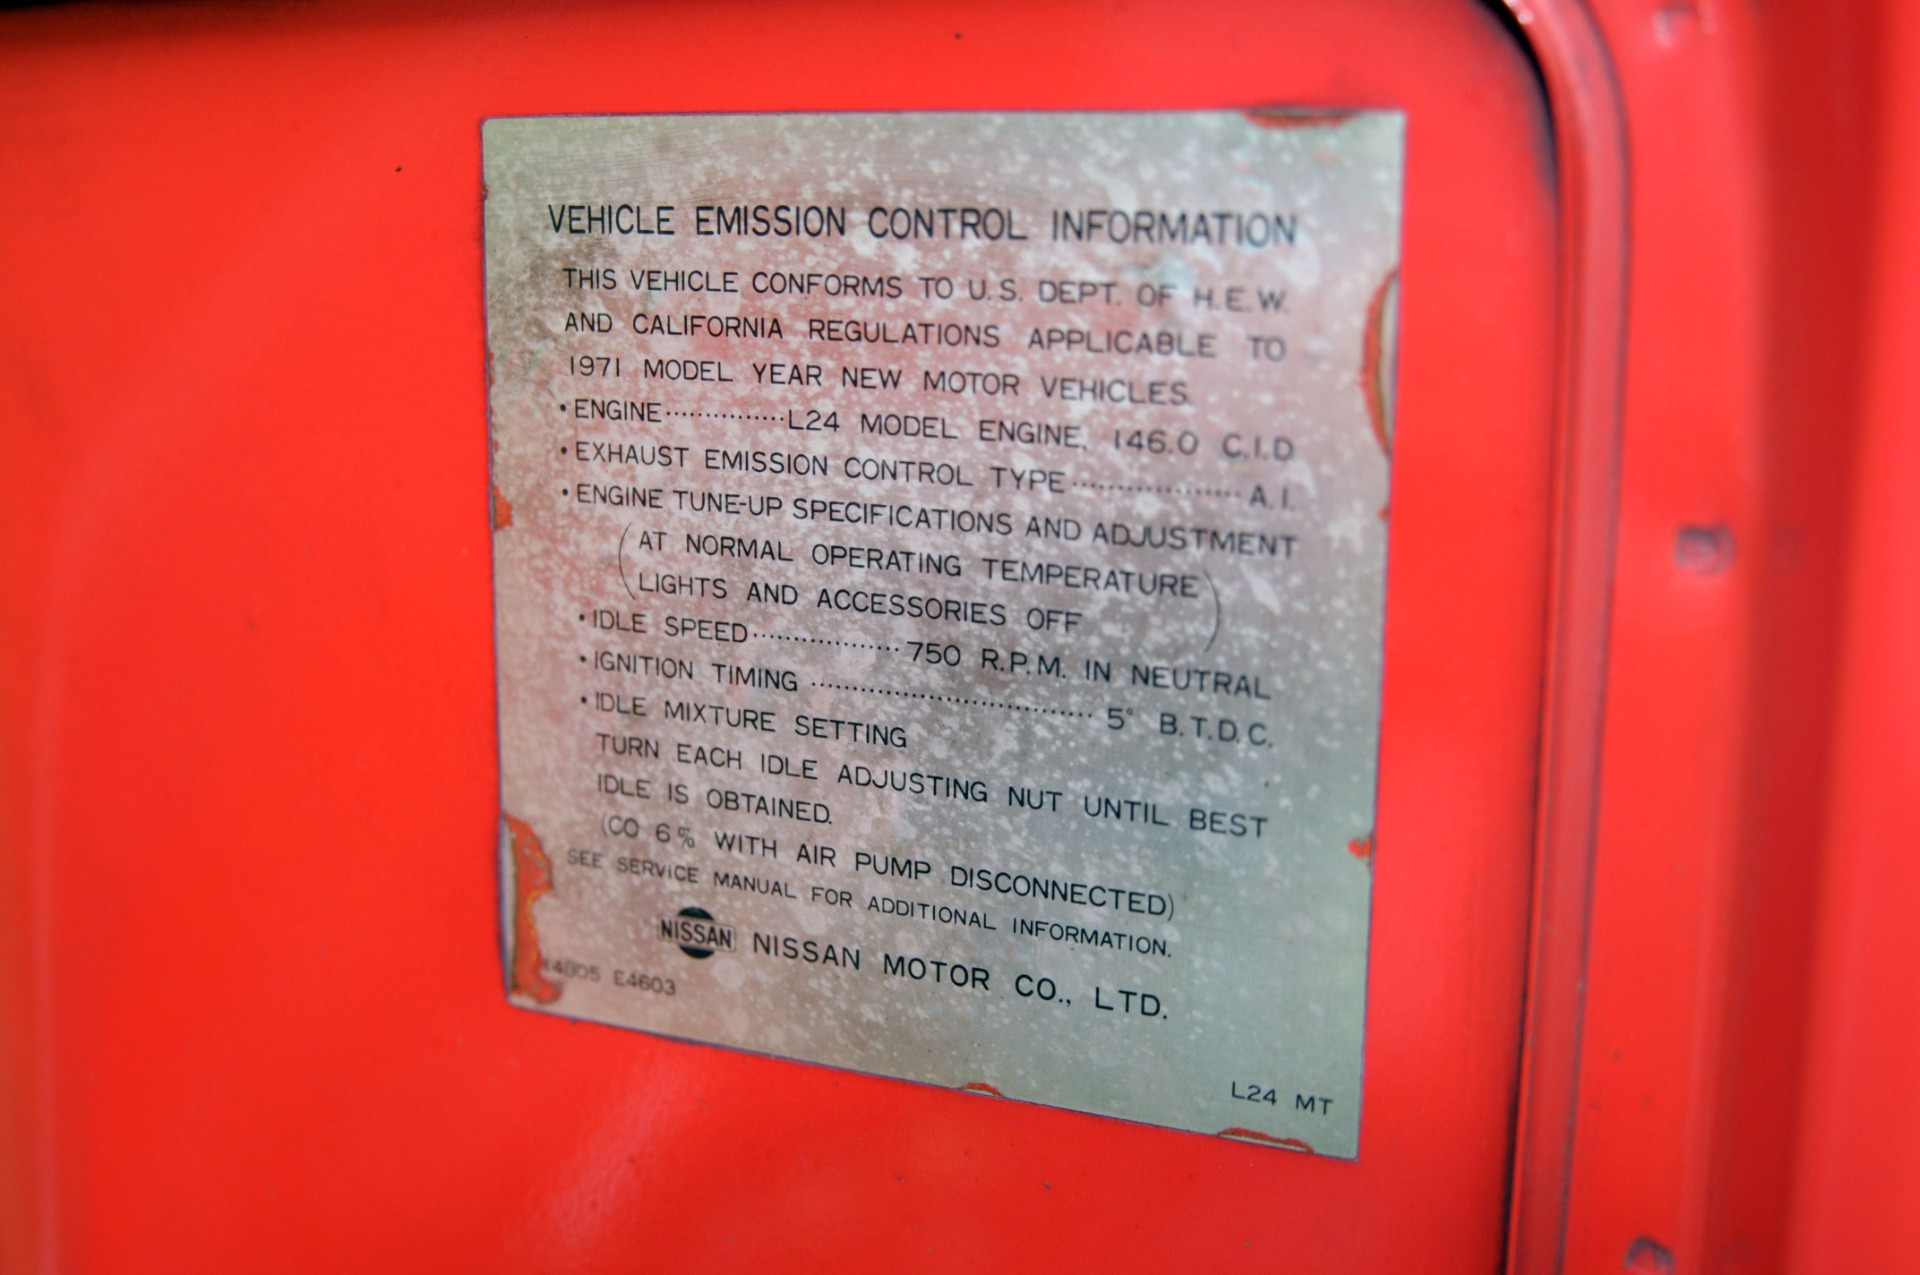 VEHICLE EMISSION CONTROL INFORMATION
THIS VEHICLE CONFORMS TO U.S. DEPT. OF H.E.W.
AND CALIFORNIA REGULATIONS APPLICABLE TO
1971 MODEL YEAR NEW MOTOR VEHICLES.
•ENGINE...............L24 MODEL ENGINE, 146.0 C.I.D
•EXHAUST EMISSION CONTROL TYPE..................A.I.
•ENGINE TUNE-UP SPECIFICATIONS AND ADJUSTMENT
(AT NORMAL OPERATING TEMPERATURE
LIGHTS AND ACCESSORIES OFF)
•IDLE SPEED..................750 R.P.M. IN NEUTRAL
•IGNITION TIMING..................................5° B.T.D.C.
•IDLE MIXTURE SETTING
TURN EACH IDLE ADJUSTING NUT UNTIL BEST
IDLE IS OBTAINED.
(CO 6% WITH AIR PUMP DISCONNECTED)
SEE SERVICE MANUAL FOR ADDITIONAL INFORMATION.
NISSAN NISSAN MOTOR CO., LTD.
E4603
L24 MT